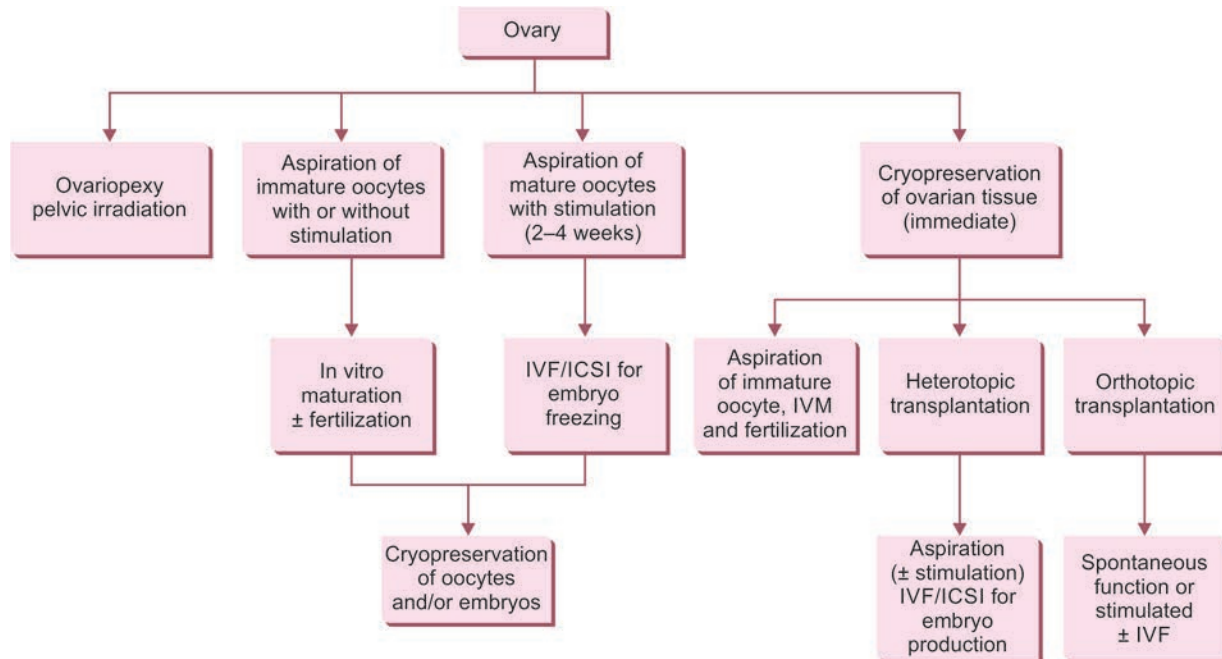 Ovary
Ovariopexy
pelvic irradiation
Aspiration of
immature oocytes
with or without
stimulation
Aspiration of
mature oocytes
with stimulation
(2–4 weeks)
Cryopreservation
of ovarian tissue
(immediate)
In vitro
maturation
± fertilization
IVF/ICSI for
embryo
freezing
Aspiration
of immature
oocyte, IVM
and fertilization
Heterotopic
transplantation
Orthotopic
transplantation
Cryopreservation
of oocytes
and/or embryos
Aspiration
(± stimulation)
IVF/ICSI for
embryo
production
Spontaneous
function or
stimulated
± IVF